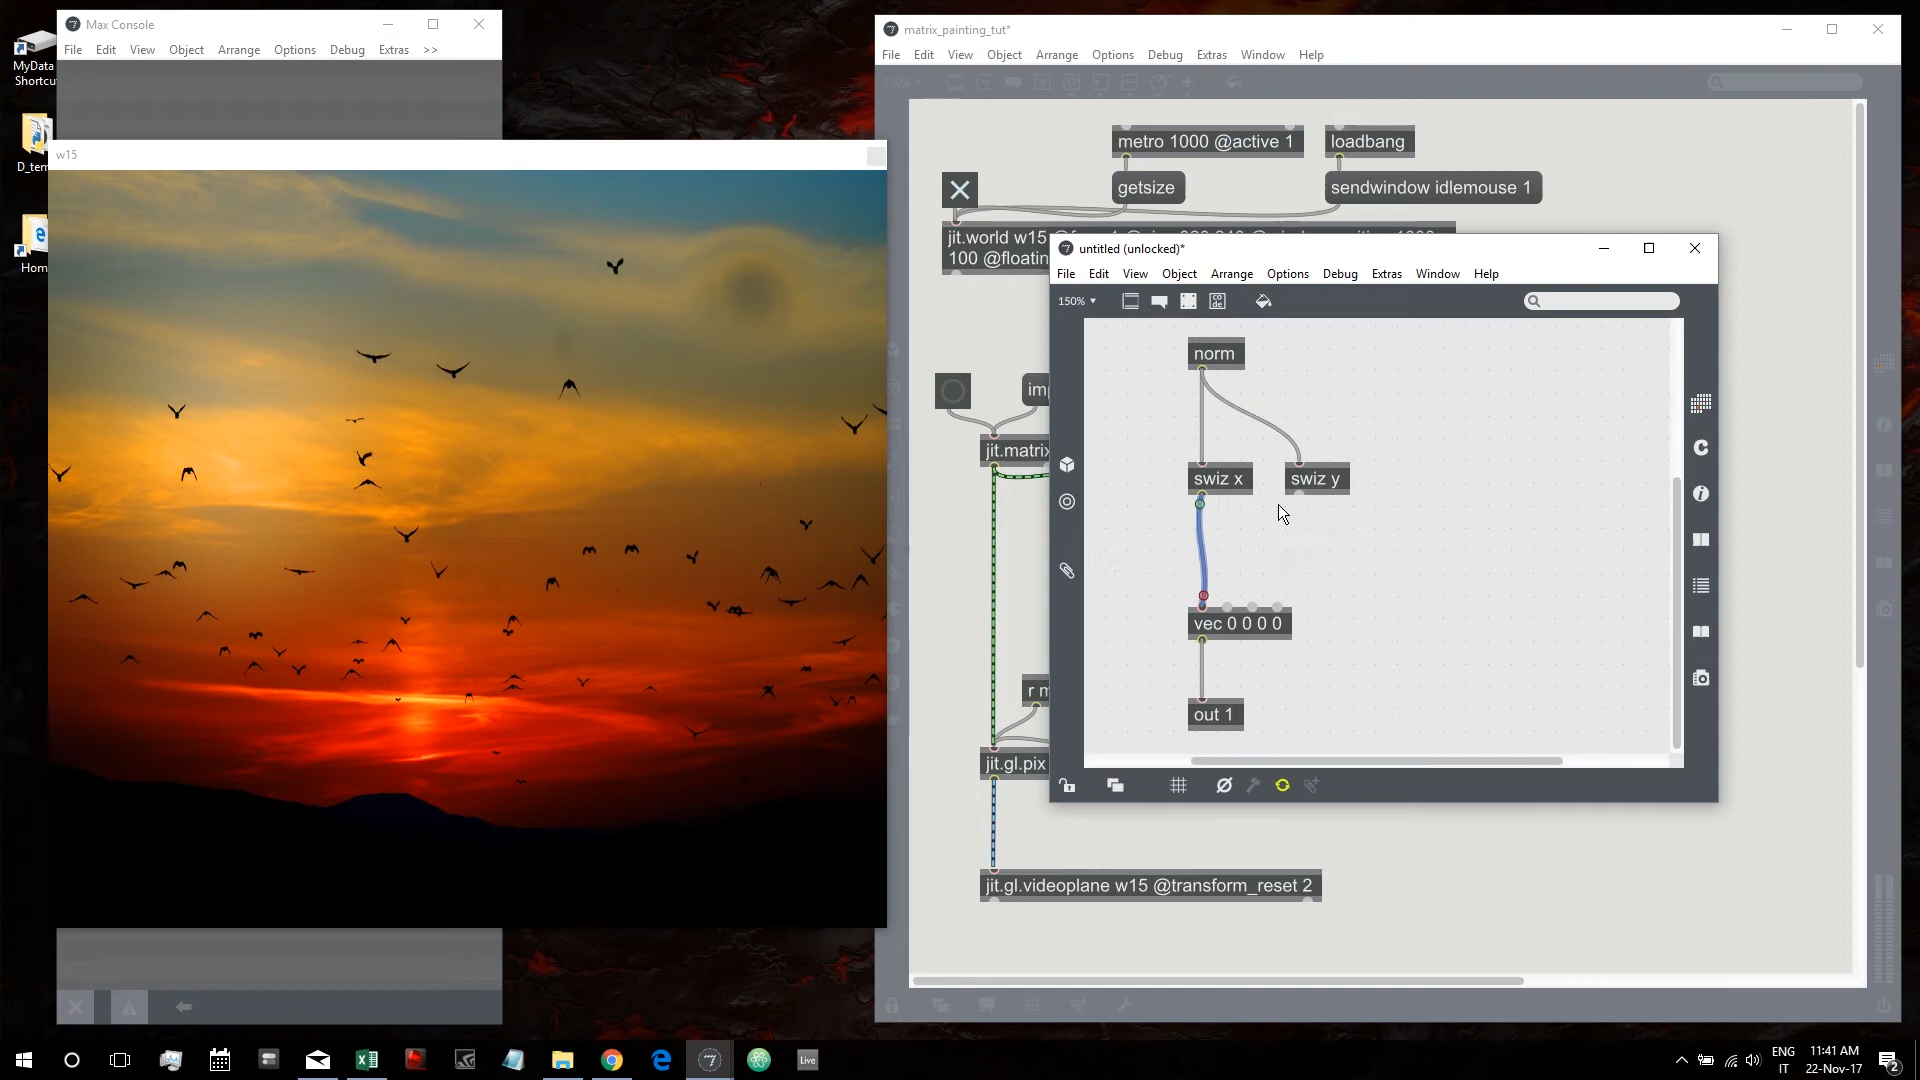 Max Console
File Edit View Object Arrange Options Debug Extras >>
MyData
Shortcu
D_tem
Hom
w15
matrix_painting_tut*
File Edit View Object Arrange Options Debug Extras Window Help
metro 1000 @active 1
loadbang
getsize
sendwindow idlemouse 1
jit.world w15
100 @floatin
imp
jit.matrix
r m
jit.gl.pix
jit.gl.videoplane w15 @transform_reset 2
untitled (unlocked)*
File Edit View Object Arrange Options Debug Extras Window Help
150%
norm
swiz x
swiz y
vec 0 0 0 0
out 1
Live
ENG
IT
11:41 AM
22-Nov-17
2